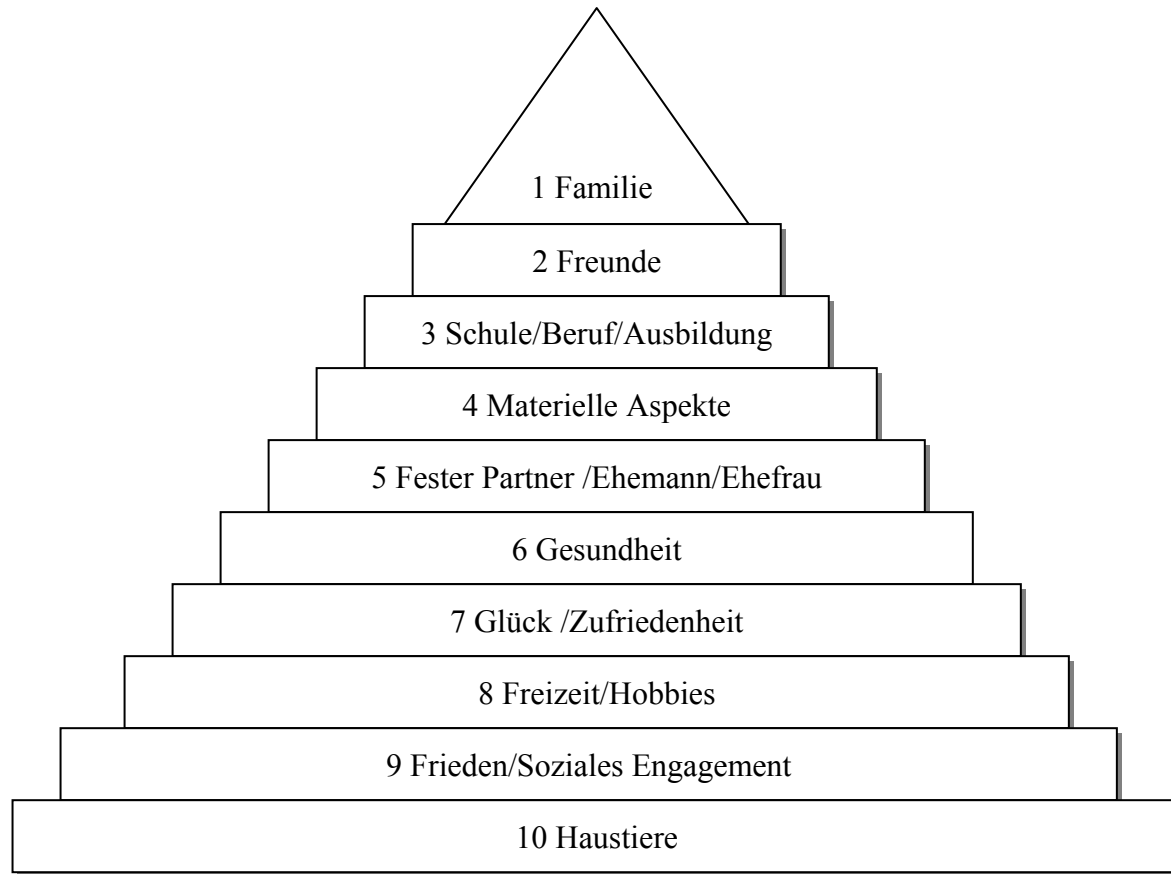 1 Familie
2 Freunde
3 Schule/Beruf/Ausbildung
4 Materielle Aspekte
5 Fester Partner /Ehemann/Ehefrau
6 Gesundheit
7 Glück /Zufriedenheit
8 Freizeit/Hobbies
9 Frieden/Soziales Engagement
10 Haustiere